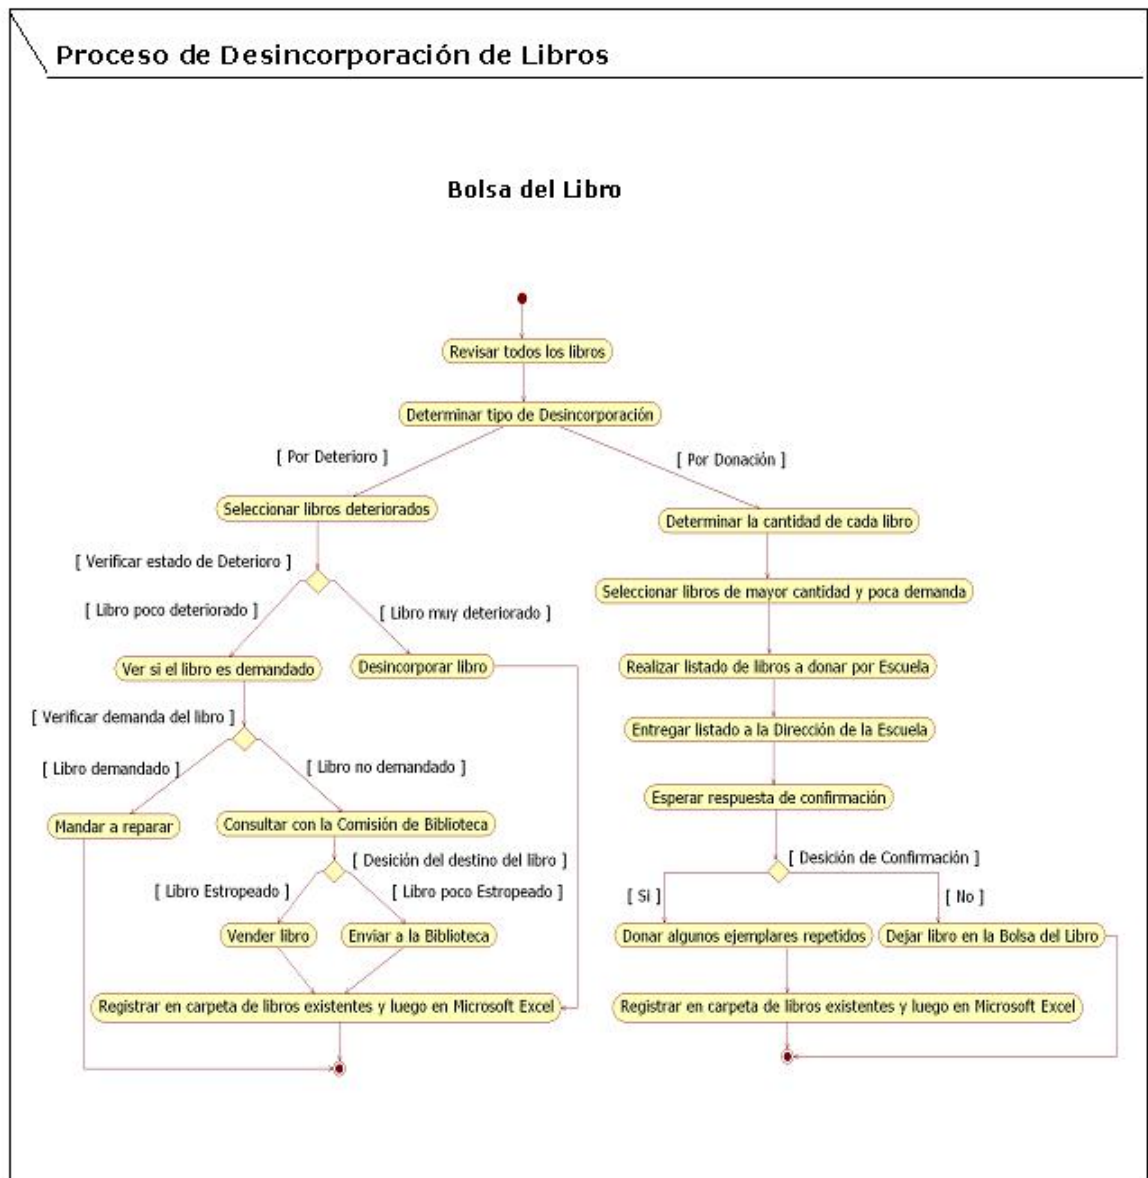 Proceso de Desincorporación de Libros
Bolsa del Libro
Revisar todos los libros
Determinar tipo de Desincorporación
[ Por Deterioro ]
[ Por Donación ]
Seleccionar libros deteriorados
Determinar la cantidad de cada libro
[ Verificar estado de Deterioro ]
Seleccionar libros de mayor cantidad y poca demanda
[ Libro poco deteriorado ]
[ Libro muy deteriorado ]
Ver si el libro es demandado
Desincorporar libro
Realizar listado de libros a donar por Escuela
[ Verificar demanda del libro ]
Entregar listado a la Dirección de la Escuela
[ Libro demandado ]
[ Libro no demandado ]
Esperar respuesta de confirmación
Mandar a reparar
Consultar con la Comisión de Biblioteca
[ Desición del destino del libro ]
[ Desición de Confirmación ]
[ Libro Estropeado ]
[ Libro poco Estropeado ]
[ Si ]
[ No ]
Vender libro
Enviar a la Biblioteca
Donar algunos ejemplares repetidos
Dejar libro en la Bolsa del Libro
Registrar en carpeta de libros existentes y luego en Microsoft Excel
Registrar en carpeta de libros existentes y luego en Microsoft Excel